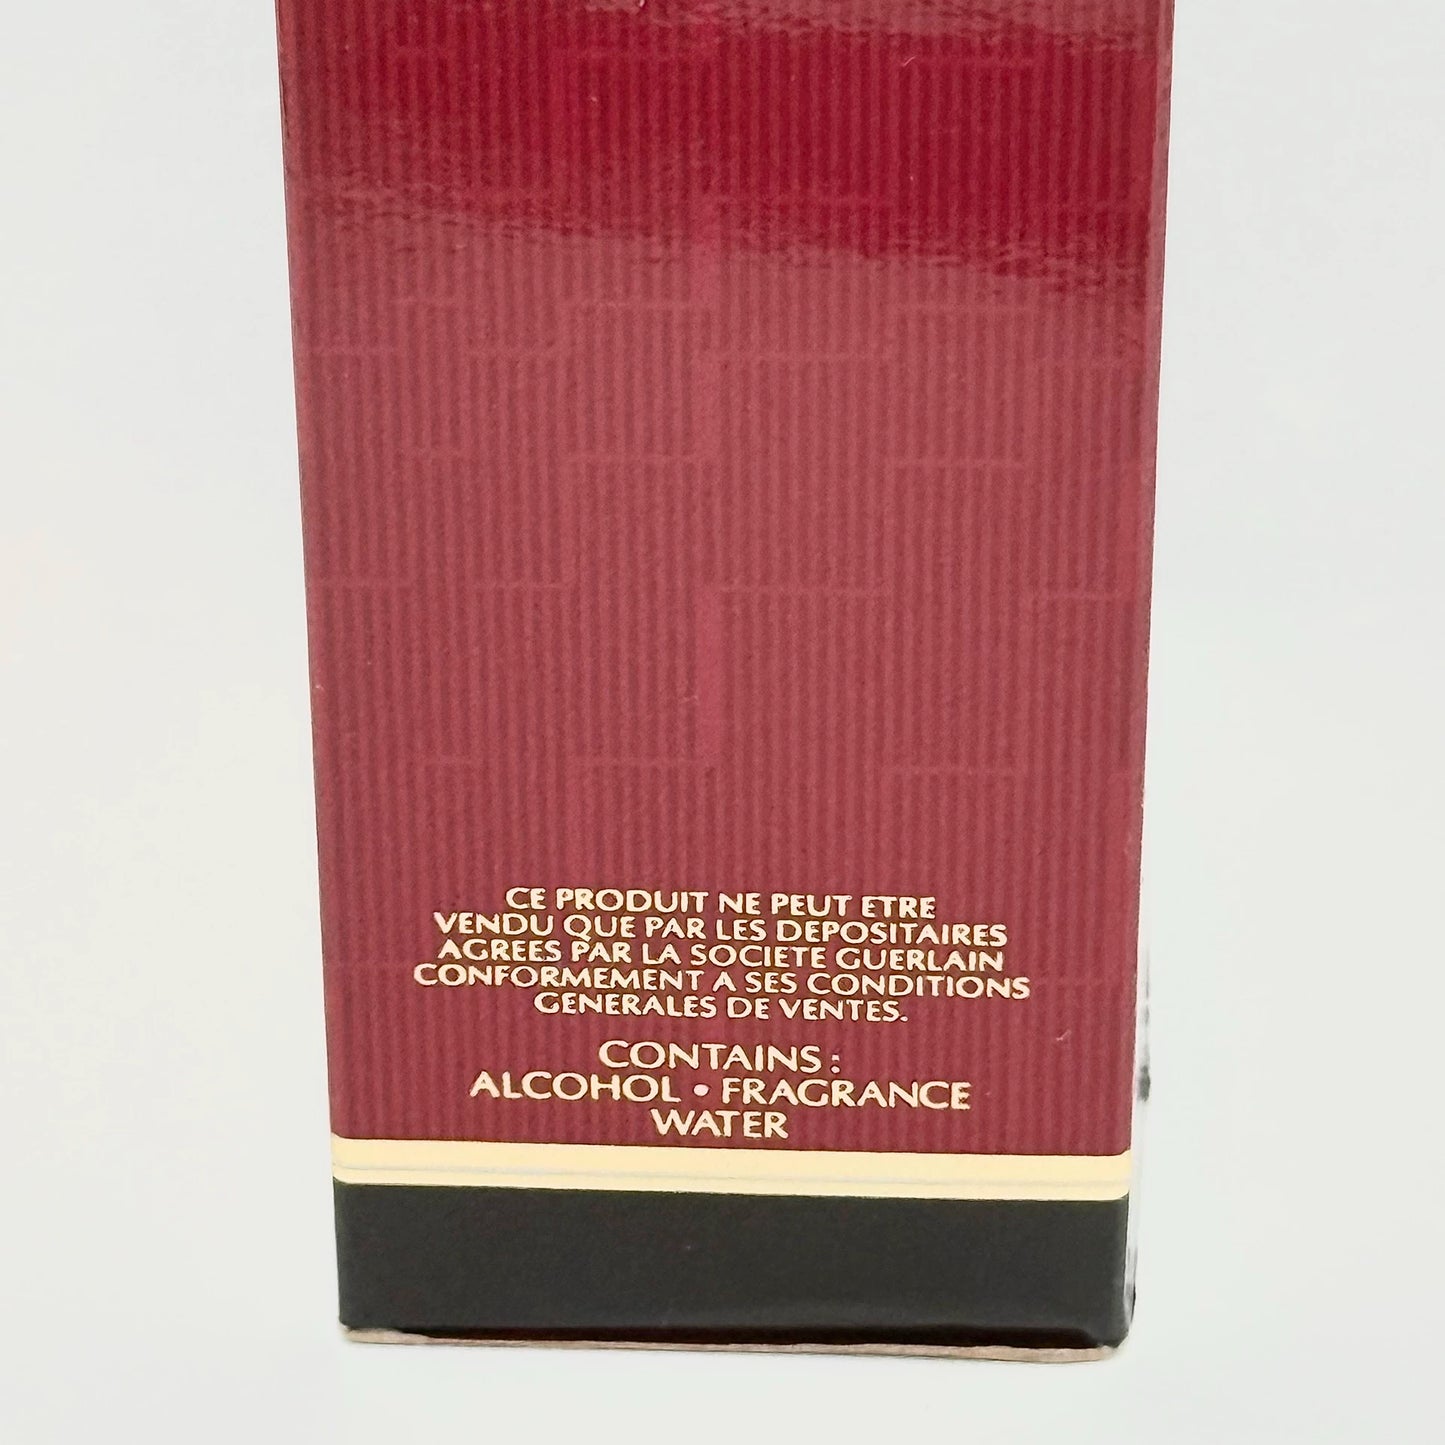 CE PRODUIT NE PEUT ETRE
VENDU QUE PAR LES DEPOSITAIRES
AGREES PAR LA SOCIETE GUERLAIN
CONFORMEMENT A SES CONDITIONS
GENERALES DE VENTES.
CONTAINS :
ALCOHOL • FRAGRANCE
WATER